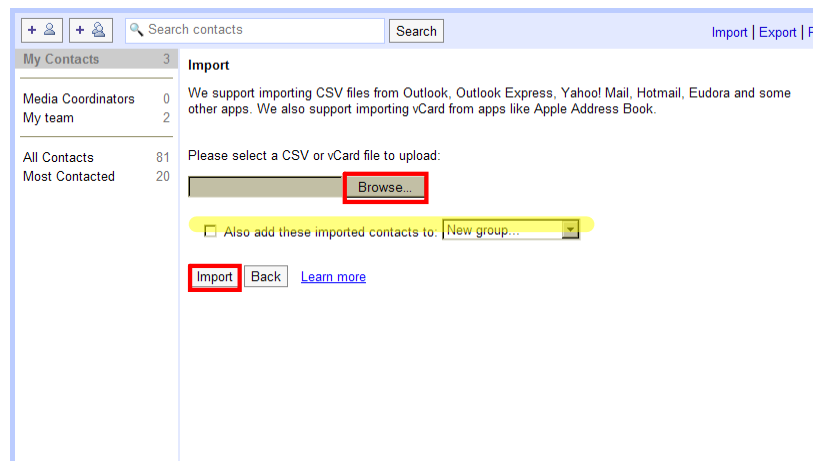 + + Search contacts Search Import | Export |
My Contacts 3
Import
We support importing CSV files from Outlook, Outlook Express, Yahoo! Mail, Hotmail, Eudora and some
other apps. We also support importing vCard from apps like Apple Address Book.
Media Coordinators 0
My team 2
All Contacts 81
Most Contacted 20
Please select a CSV or vCard file to upload:
Browse...
Also add these imported contacts to: New group...
Import Back Learn more